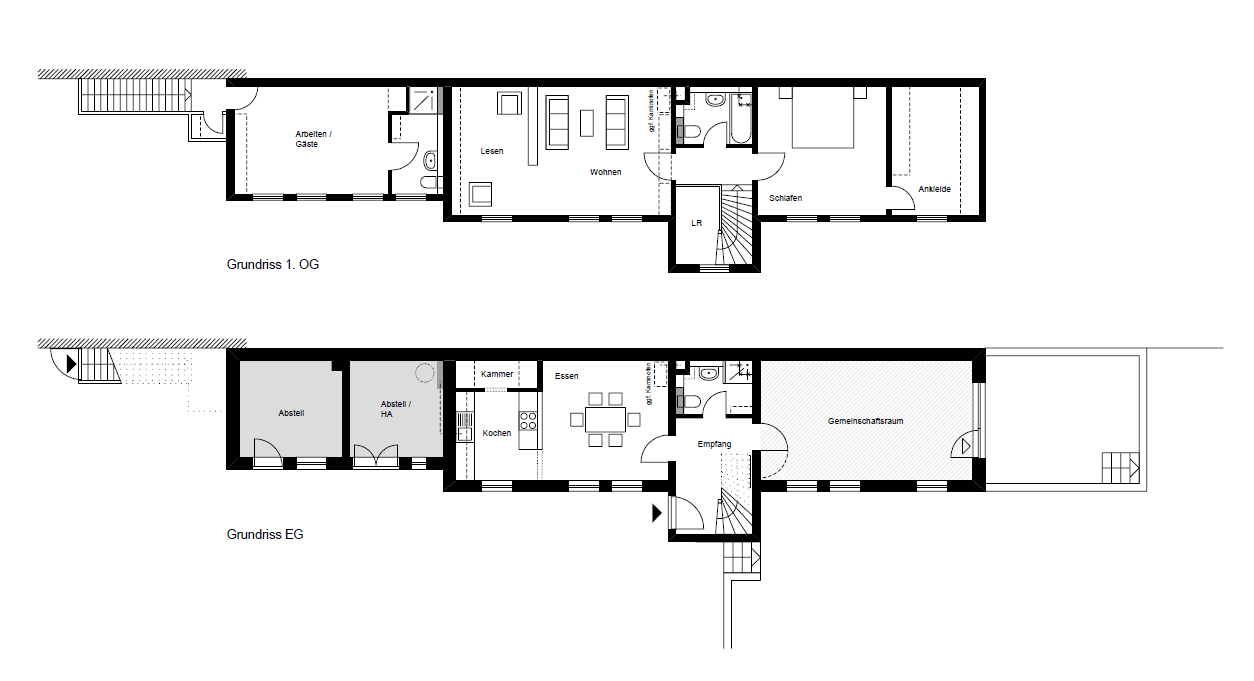 Arbeiten /
Gäste
Lesen
Wohnen
ggf. Kaminofen
LR
Schlafen
Ankleide
Grundriss 1. OG
Abstell
Abstell /
HA
Kammer
Kochen
Essen
ggf. Kaminofen
Empfang
Gemeinschaftsraum
Grundriss EG